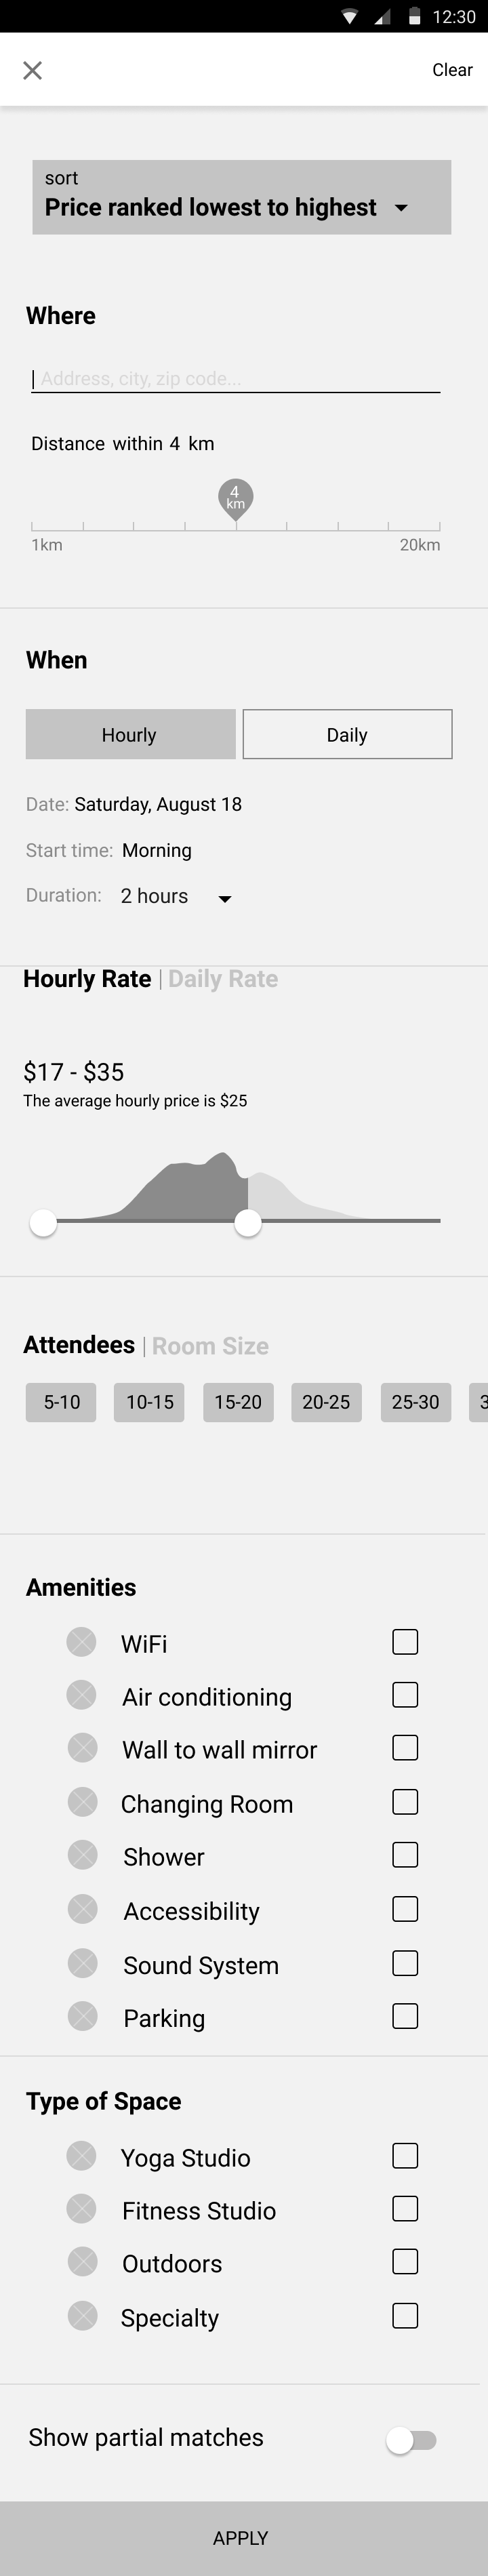 12:30
Clear
sort
Price ranked lowest to highest
Where
Address, city, zip code...
Distance within 4 km
4
km
1km 20km
When
Hourly Daily
Date: Saturday, August 18
Start time: Morning
Duration: 2 hours
Hourly Rate | Daily Rate
$17 - $35
The average hourly price is $25
Attendees | Room Size
5-10 10-15 15-20 20-25 25-30 3
Amenities
WiFi
Air conditioning
Wall to wall mirror
Changing Room
Shower
Accessibility
Sound System
Parking
Type of Space
Yoga Studio
Fitness Studio
Outdoors
Specialty
Show partial matches
APPLY